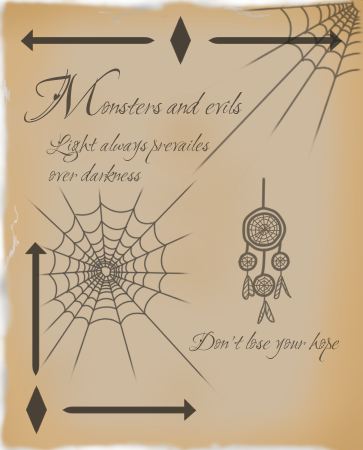 Monsters and evils
Light always prevailes
over darkness
Don't lose your hope